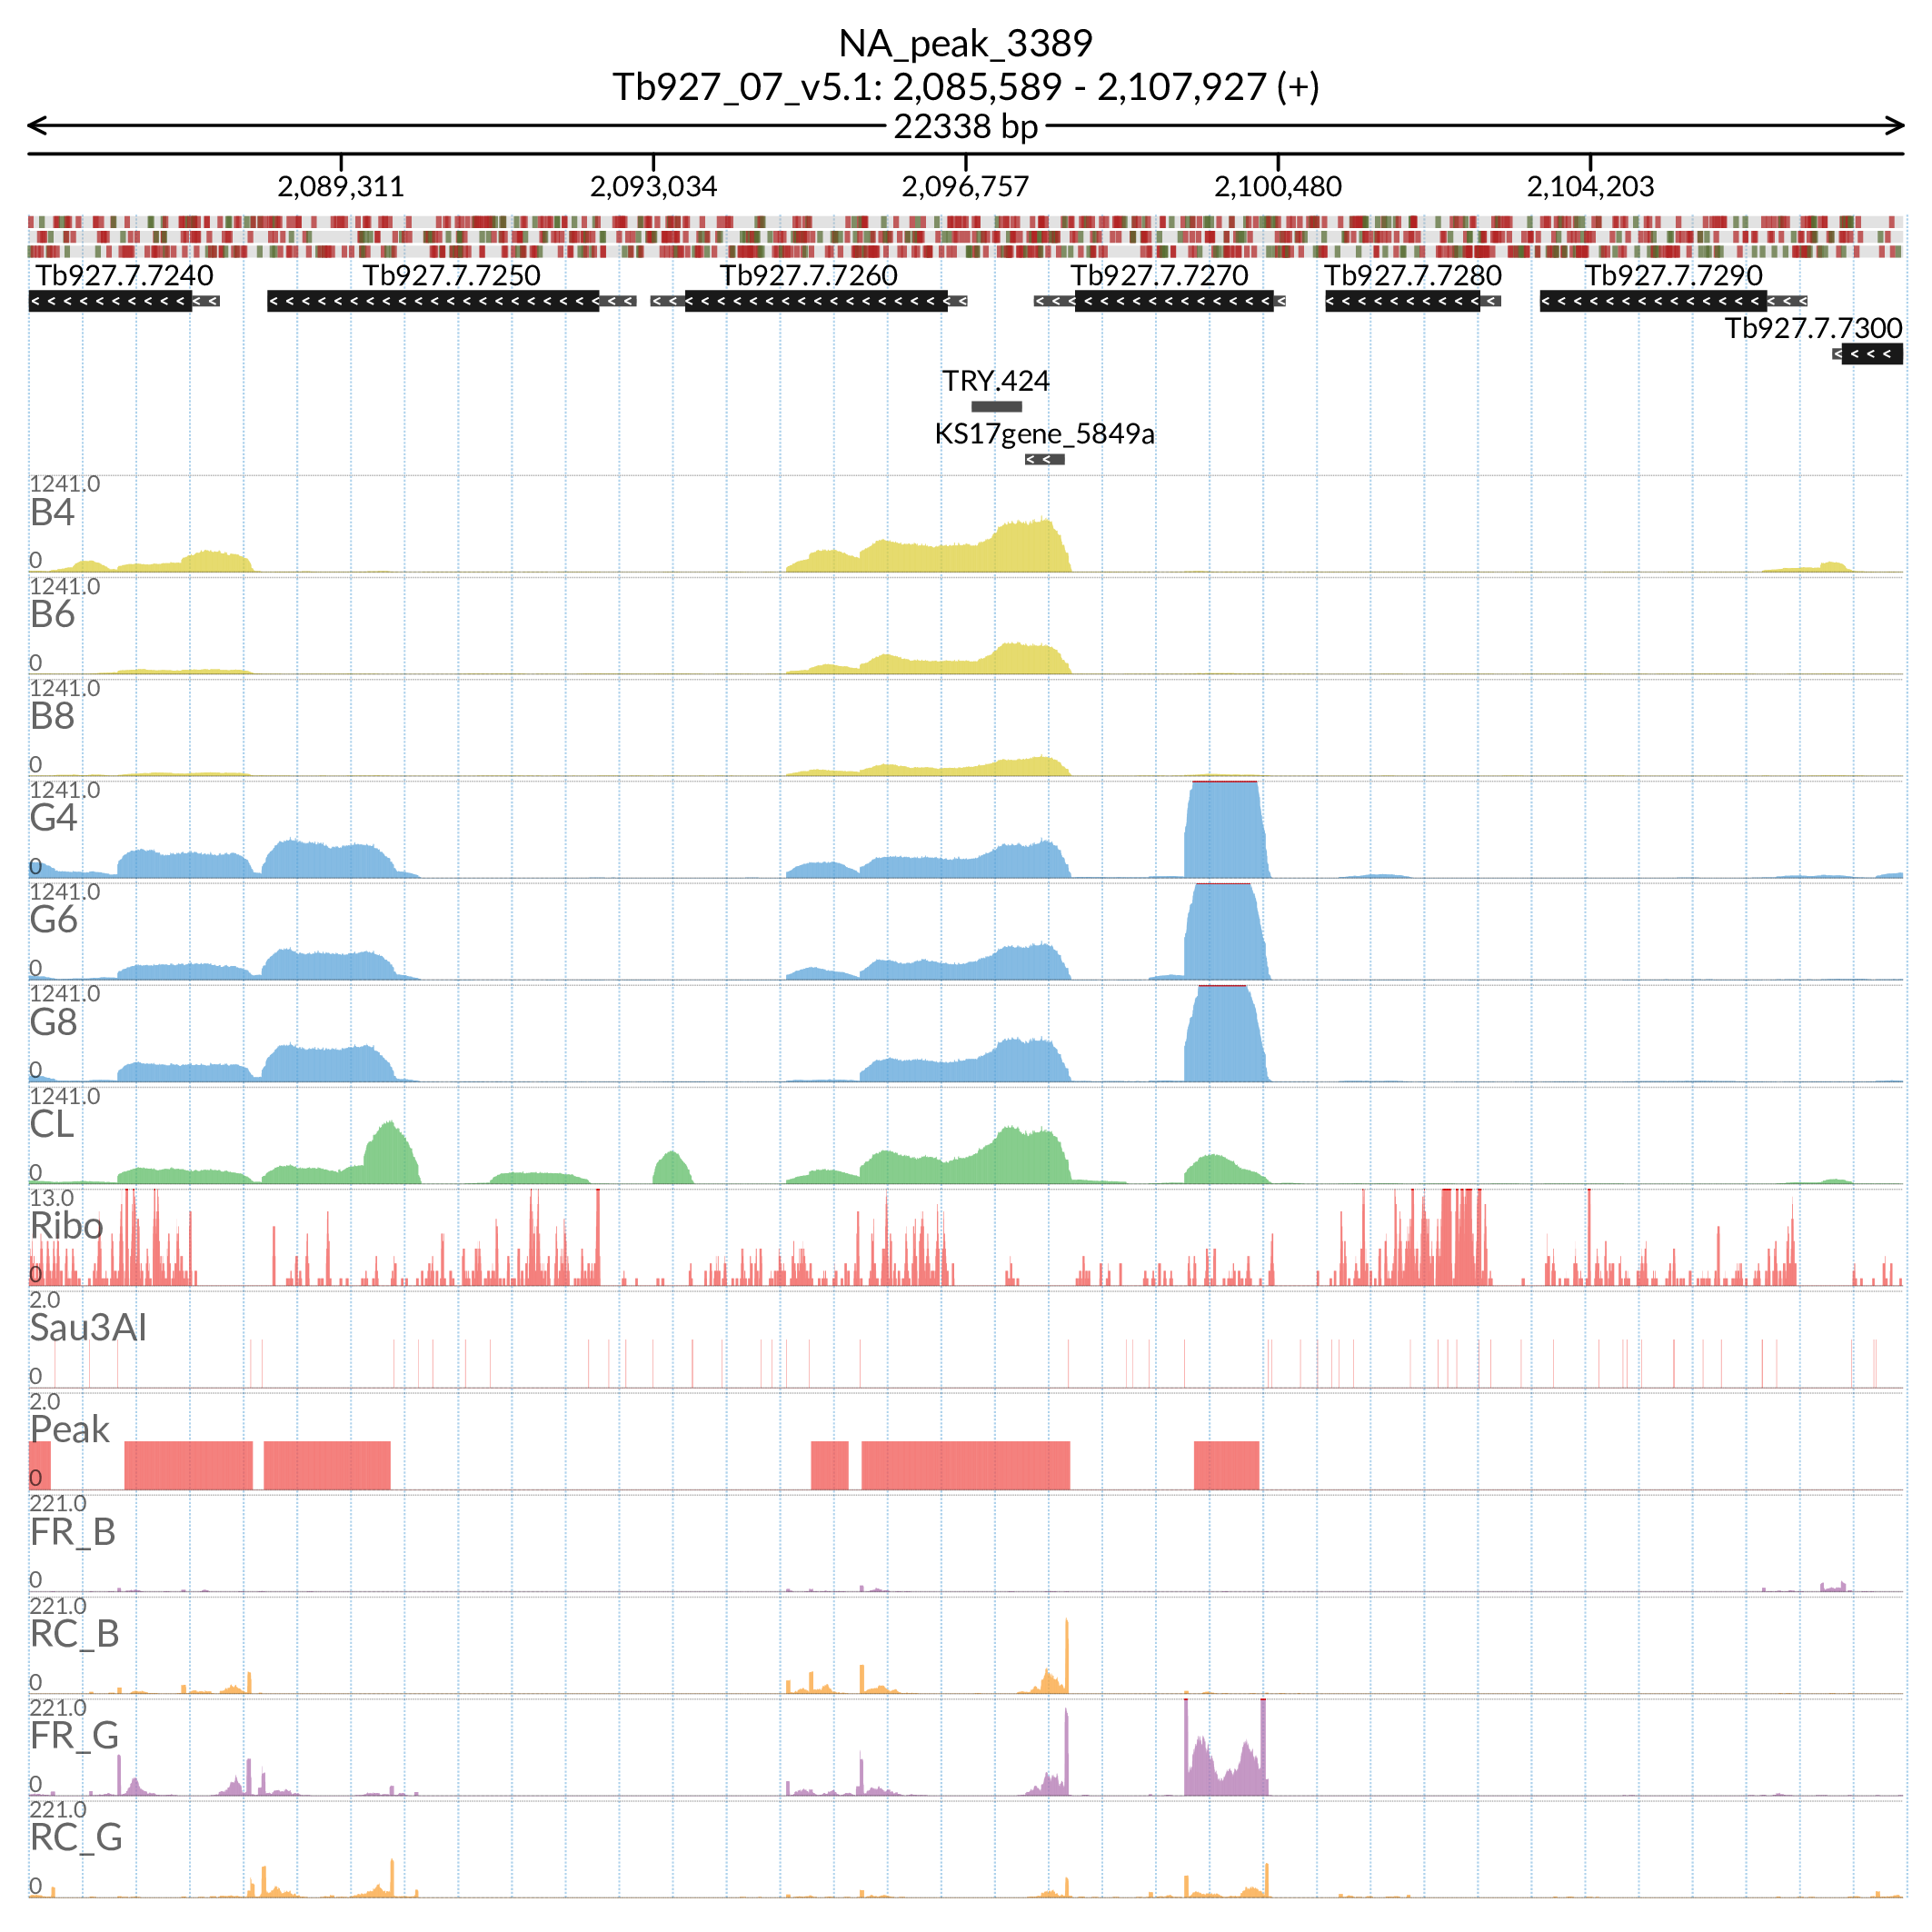 NA_peak_3389
Tb927_07_v5.1: 2,085,589 - 2,107,927 (+)
22338 bp
2,089,311 2,093,034 2,096,757 2,100,480 2,104,203
Tb927.7.7240 Tb927.7.7250 Tb927.7.7260 Tb927.7.7270 Tb927.7.7280 Tb927.7.7290
Tb927.7.7300
TRY.424
KS17gene_5849a
1241.0
B4
0
1241.0
B6
0
1241.0
B8
0
1241.0
G4
0
1241.0
G6
0
1241.0
G8
0
1241.0
CL
0
13.0
Ribo
0
2.0
Sau3AI
0
2.0
Peak
0
221.0
FR_B
0
221.0
RC_B
0
221.0
FR_G
0
221.0
RC_G
0